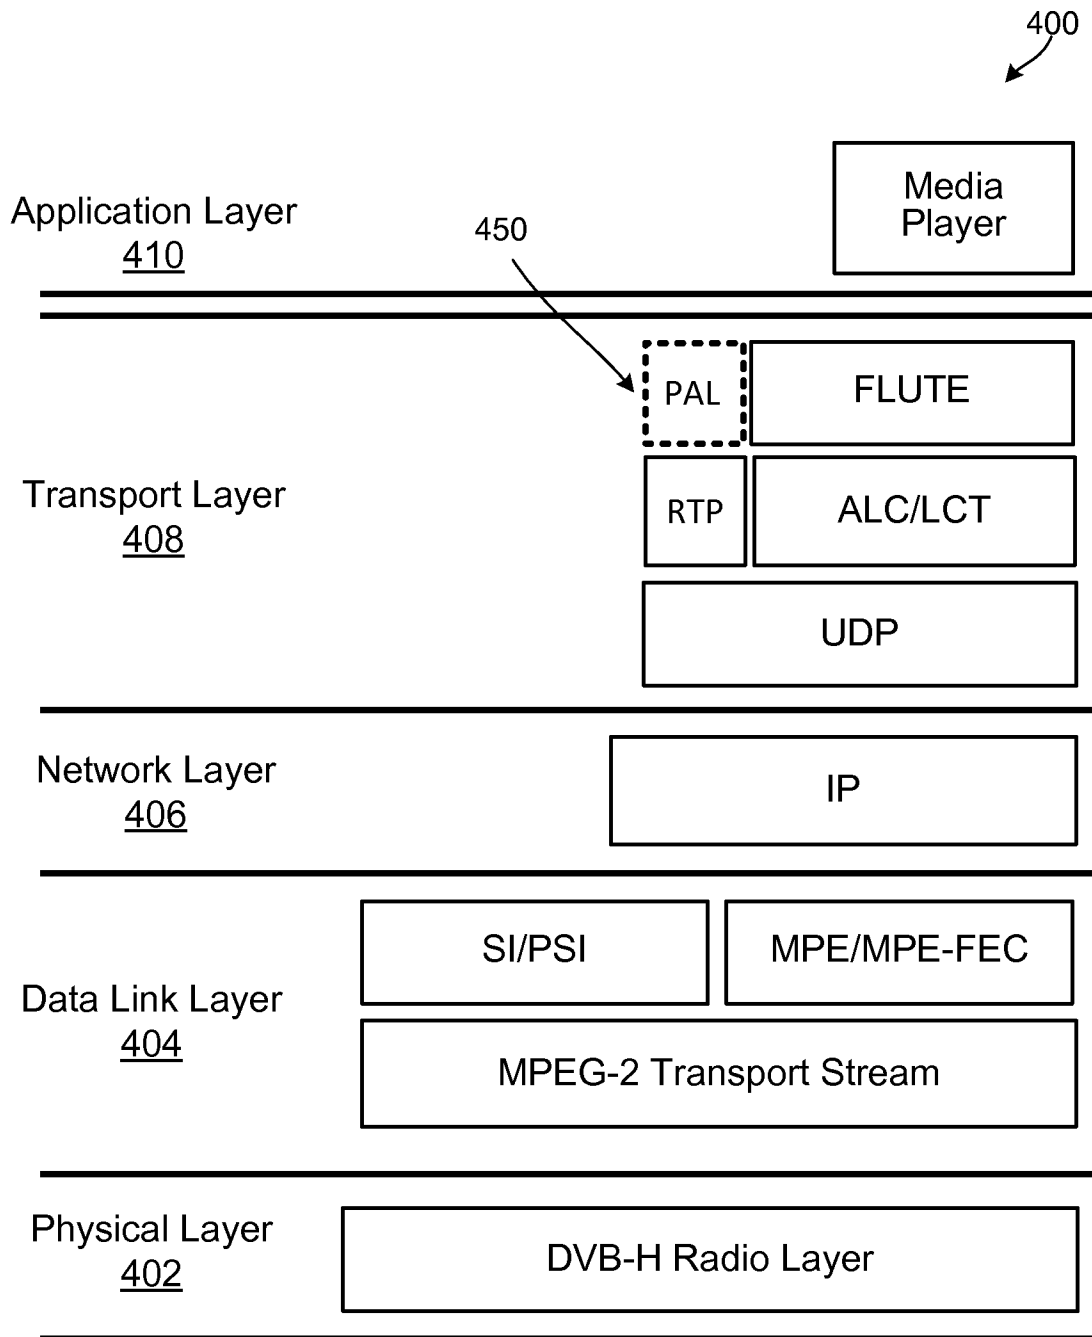 400
Media
Player
Application Layer
410
450
PAL
FLUTE
Transport Layer
408
RTP
ALC/LCT
UDP
Network Layer
406
IP
SI/PSI
MPE/MPE-FEC
Data Link Layer
404
MPEG-2 Transport Stream
Physical Layer
402
DVB-H Radio Layer